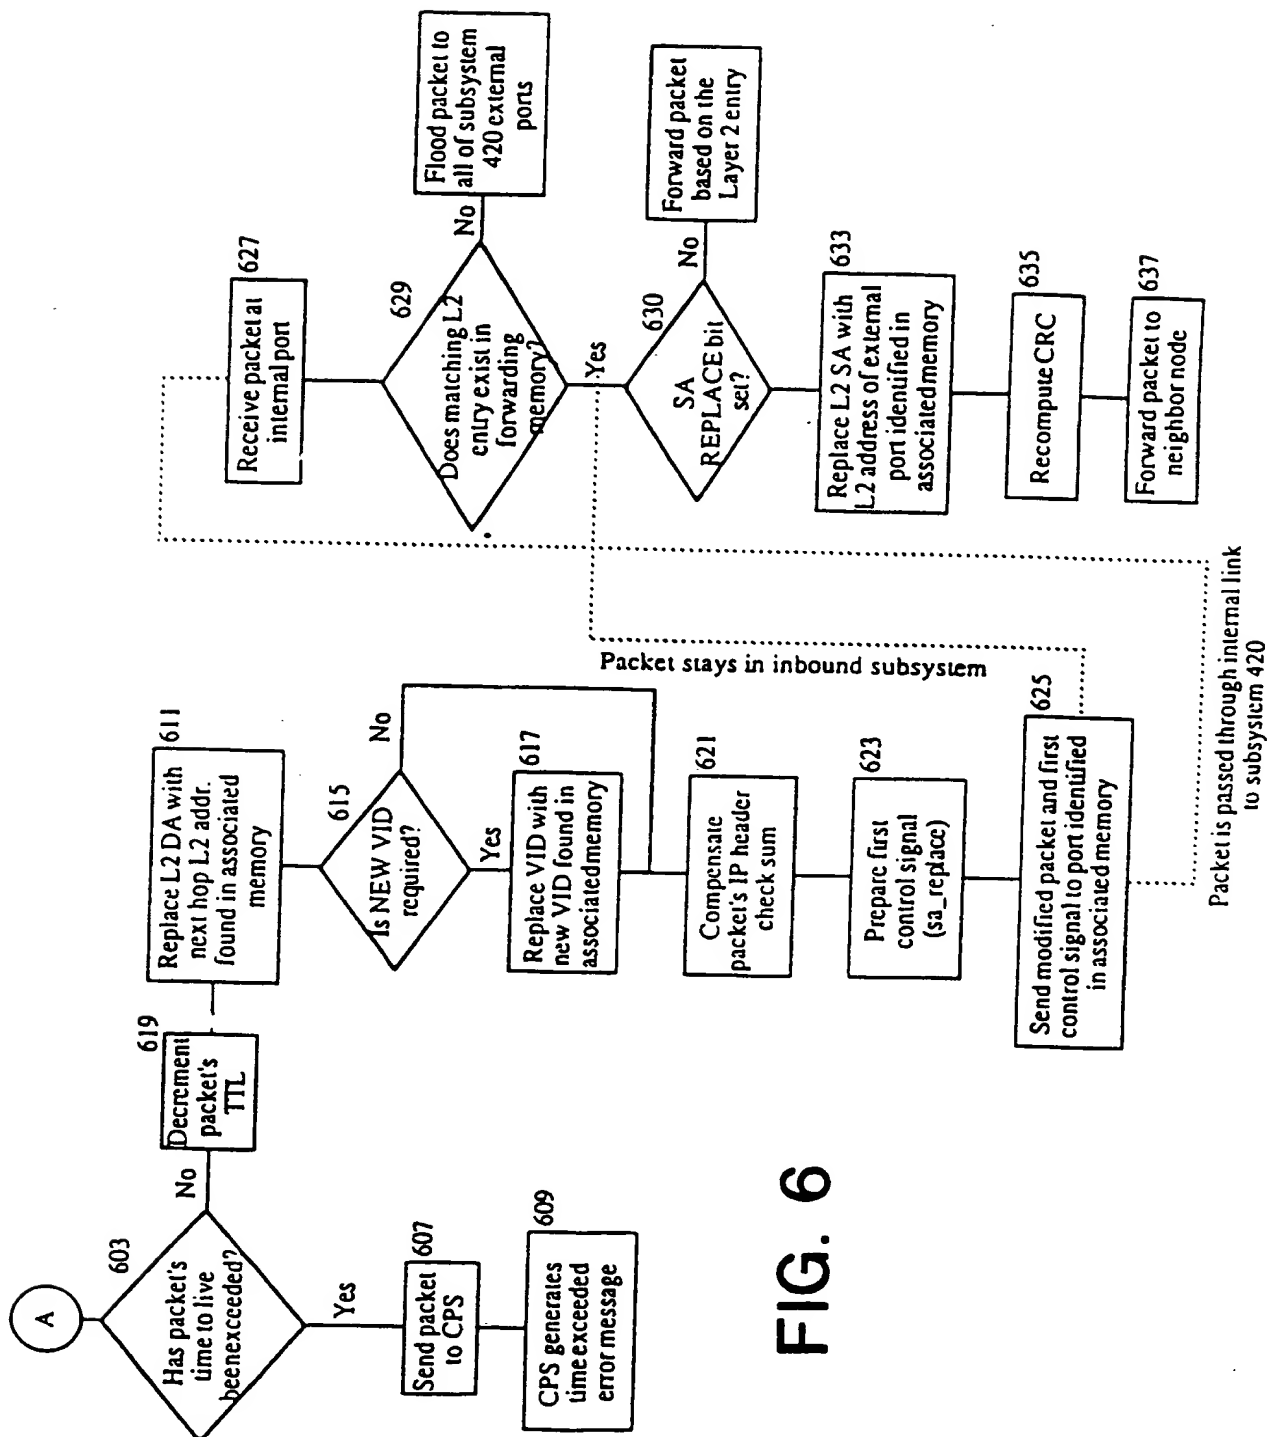 A
603
Has packet's
time to live
beenexceeded?
No
Yes
607
Send packet
to CPS
609
CPS generates
time exceeded
error message
619
Decrement
packet's
TTL
611
Replace L2 DA with
next hop L2 addr.
found in associated
memory
615
Is NEW VID
required?
No
Yes
617
Replace VID with
new VID found in
associatedmemory
621
Compensate
packet's IP header
check sum
623
Prepare first
control signal
(sa_replace)
625
Send modified packet and first
control signal to port identified
in associated memory
Packet stays in inbound subsystem
Packet is passed through internal link
to subsystem 420
627
Receive packet at
internal port
629
Does matching L2
entry exist in
forwarding
memory?
No
Flood packet to
all of subsystem
420 external
ports
Yes
630
SA
REPLACE bit
set?
No
Forward packet
based on the
Layer 2 entry
633
Replace L2 SA with
L2 address of external
port identified in
associated memory
635
Recompute CRC
637
Forward packet to
neighbor node
FIG. 6